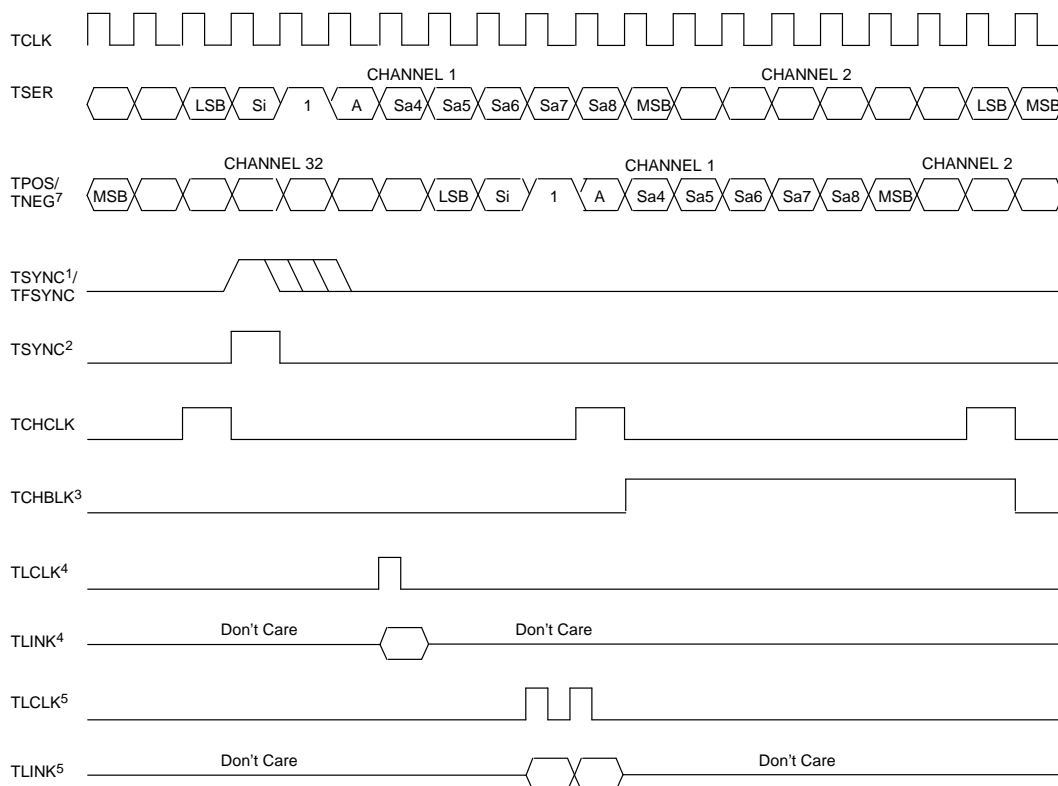 TCLK
CHANNEL 1 CHANNEL 2
TSER LSB Si 1 A Sa4 Sa5 Sa6 Sa7 Sa8 MSB LSB MSB
CHANNEL 32 CHANNEL 1 CHANNEL 2
TPOS/
TNEG7 MSB LSB Si 1 A Sa4 Sa5 Sa6 Sa7 Sa8 MSB
TSYNC1/
TFSYNC
TSYNC2
TCHCLK
TCHBLK3
TLCLK4
TLINK4 Don't Care Don't Care
TLCLK5
TLINK5 Don't Care Don't Care